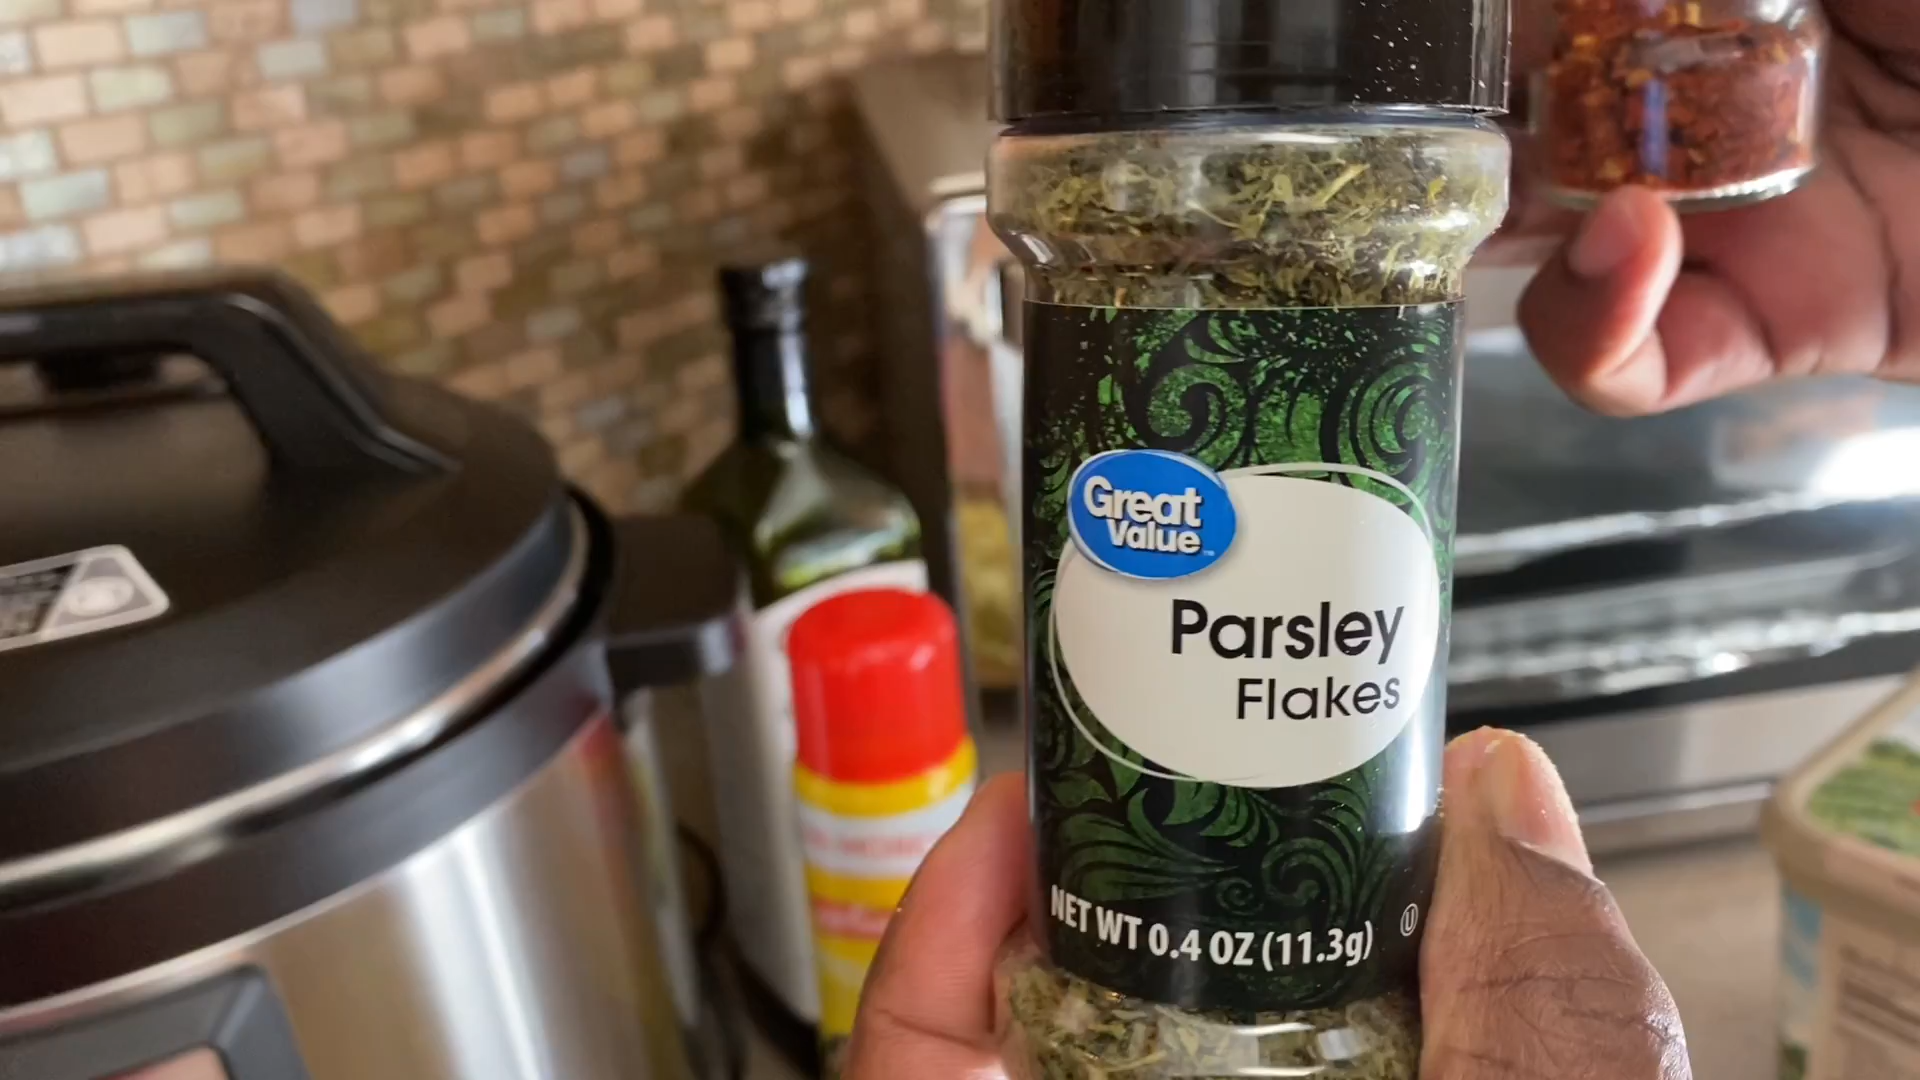 Great
Value
Parsley
Flakes
NET WT 0.4 OZ (11.3g)